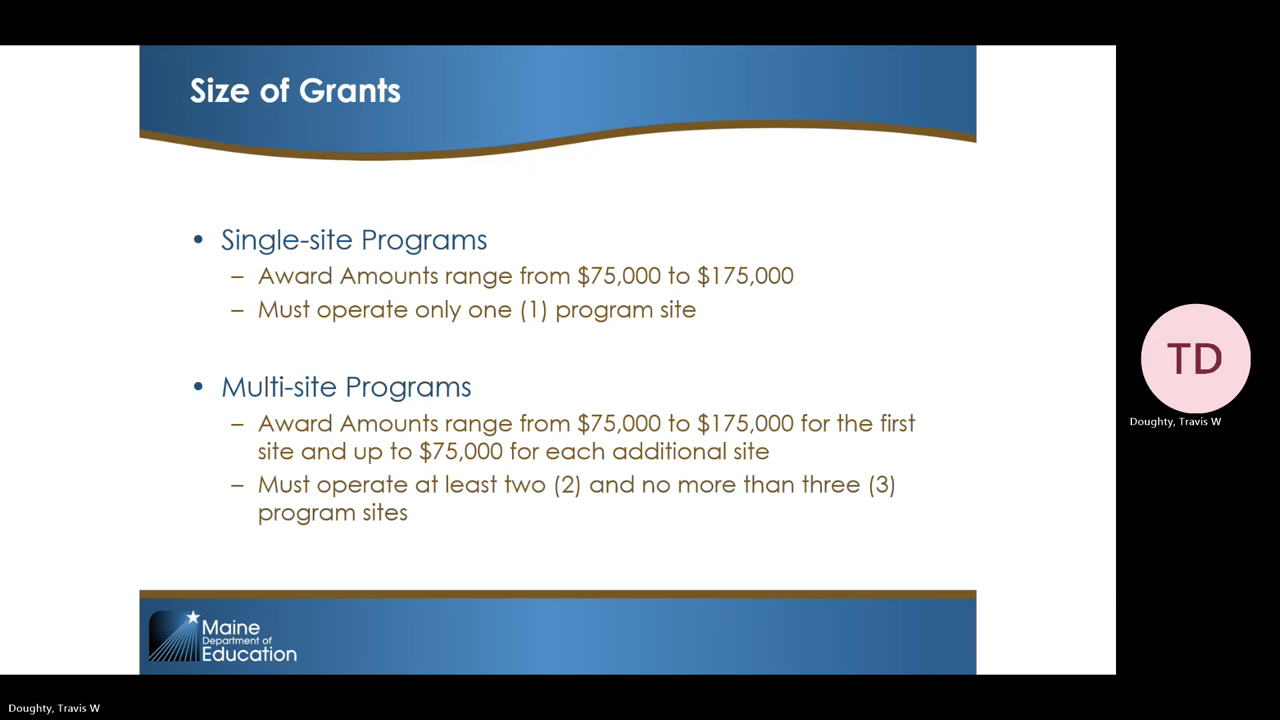 Size of Grants
• Single-site Programs
– Award Amounts range from $75,000 to $175,000
– Must operate only one (1) program site
• Multi-site Programs
– Award Amounts range from $75,000 to $175,000 for the first
site and up to $75,000 for each additional site
– Must operate at least two (2) and no more than three (3)
program sites
Maine
Department of
Education
TD
Doughty, Travis W
Doughty, Travis W